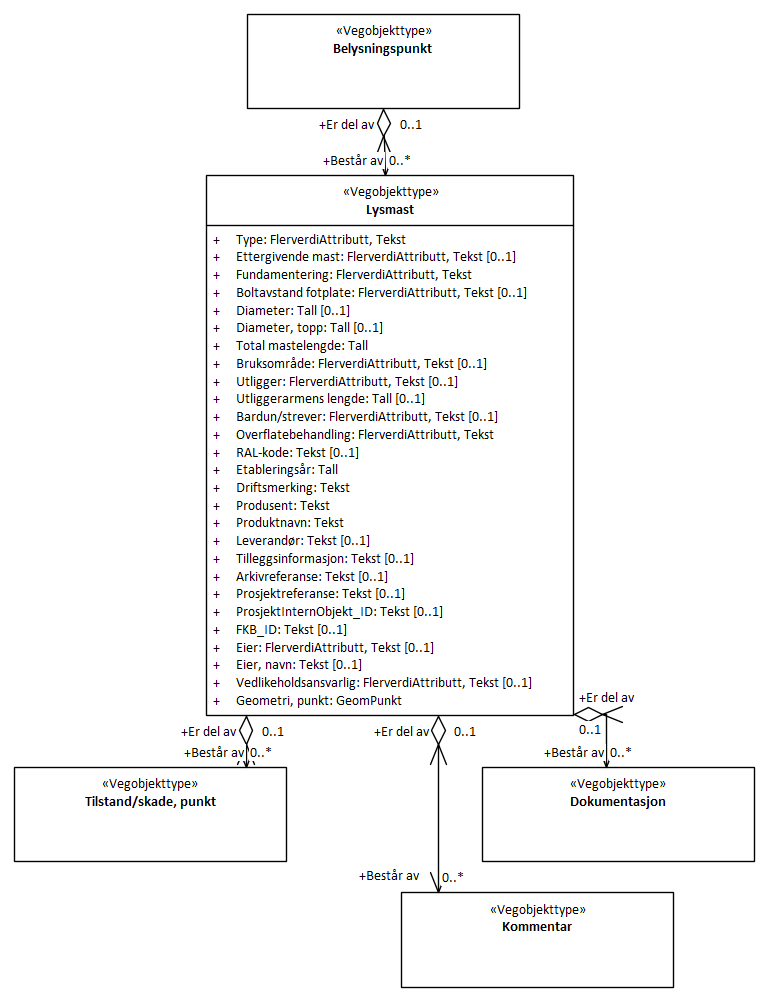 «Vegobjekttype»
Belysningspunkt
+Er del av 0..1
+Består av 0..*
«Vegobjekttype»
Lysmast
+ Type: FlerverdiAttributt, Tekst
+ Ettergivende mast: FlerverdiAttributt, Tekst [0..1]
+ Fundamentering: FlerverdiAttributt, Tekst
+ Boltavstand fotplate: FlerverdiAttributt, Tekst [0..1]
+ Diameter: Tall [0..1]
+ Diameter, topp: Tall [0..1]
+ Total mastelengde: Tall
+ Bruksområde: FlerverdiAttributt, Tekst [0..1]
+ Utligger: FlerverdiAttributt, Tekst [0..1]
+ Utliggerarmens lengde: Tall [0..1]
+ Bardun/strever: FlerverdiAttributt, Tekst [0..1]
+ Overflatebehandling: FlerverdiAttributt, Tekst
+ RAL-kode: Tekst [0..1]
+ Etableringsår: Tall
+ Driftsmerking: Tekst
+ Produsent: Tekst
+ Produktnavn: Tekst
+ Leverandør: Tekst [0..1]
+ Tilleggsinformasjon: Tekst [0..1]
+ Arkivreferanse: Tekst [0..1]
+ Prosjektreferanse: Tekst [0..1]
+ ProsjektInternObjekt_ID: Tekst [0..1]
+ FKB_ID: Tekst [0..1]
+ Eier: FlerverdiAttributt, Tekst [0..1]
+ Eier, navn: Tekst [0..1]
+ Vedlikeholdsansvarlig: FlerverdiAttributt, Tekst [0..1]
+ Geometri, punkt: GeomPunkt
+Er del av
0..1
+Er del av 0..1
+Er del av 0..1
+Består av 0..*
+Består av 0..*
«Vegobjekttype»
Tilstand/skade, punkt
«Vegobjekttype»
Dokumentasjon
+Består av 0..*
«Vegobjekttype»
Kommentar